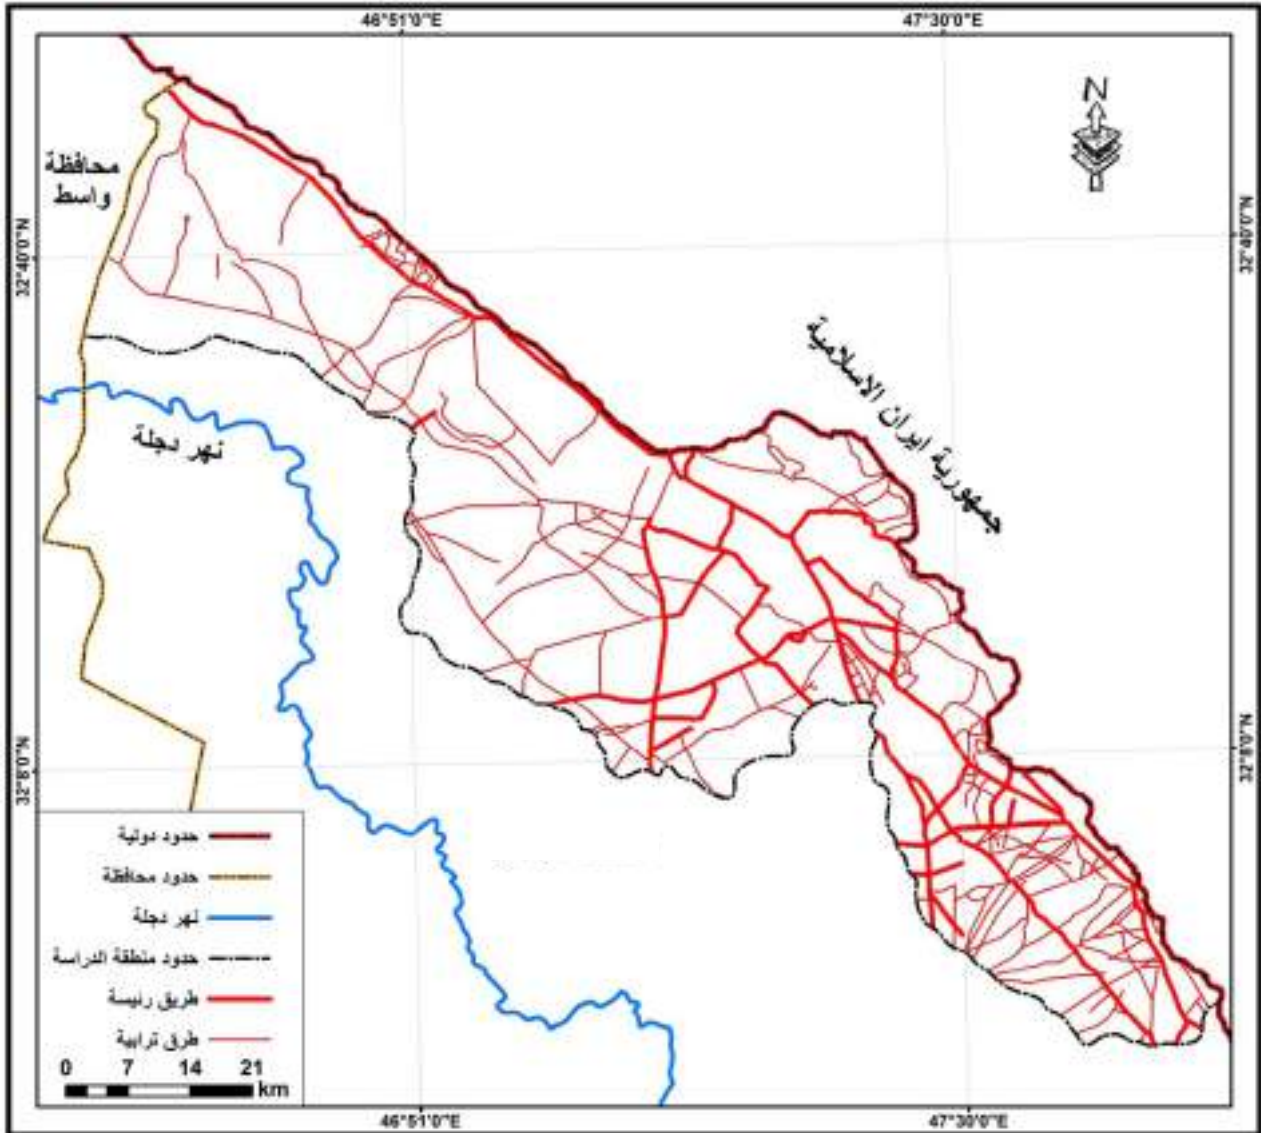 46°51'0"E
47°30'0"E
N
محافظة
واسط
32°40'0"N
32°40'0"N
جمهورية ايران الاسلامية
نهر دجلة
32°8'0"N
32°8'0"N
حدود دولية
حدود محافظة
نهر دجلة
حدود منطقة الدراسة
طريق رئيسة
طرق ترابية
0 7 14 21
km
46°51'0"E
47°30'0"E